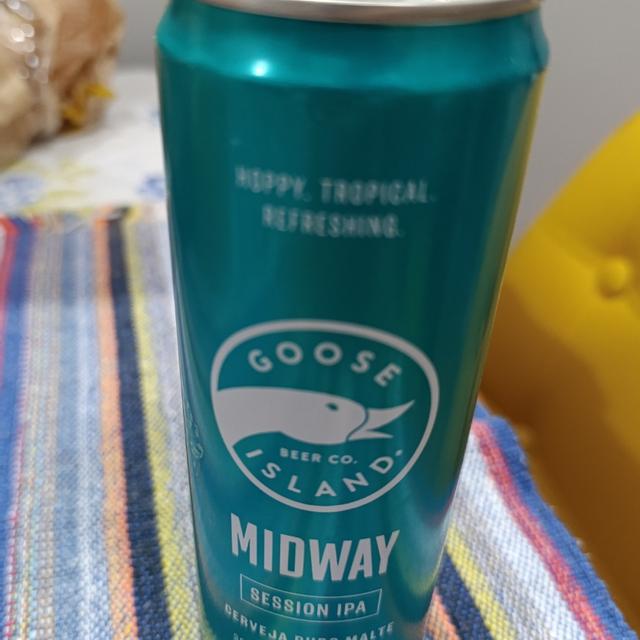 HOPPY. TROPICAL.
REFRESHING.
GOOSE
BEER CO.
ISLAND
MIDWAY
SESSION IPA
CERVEJA PURO MALTE